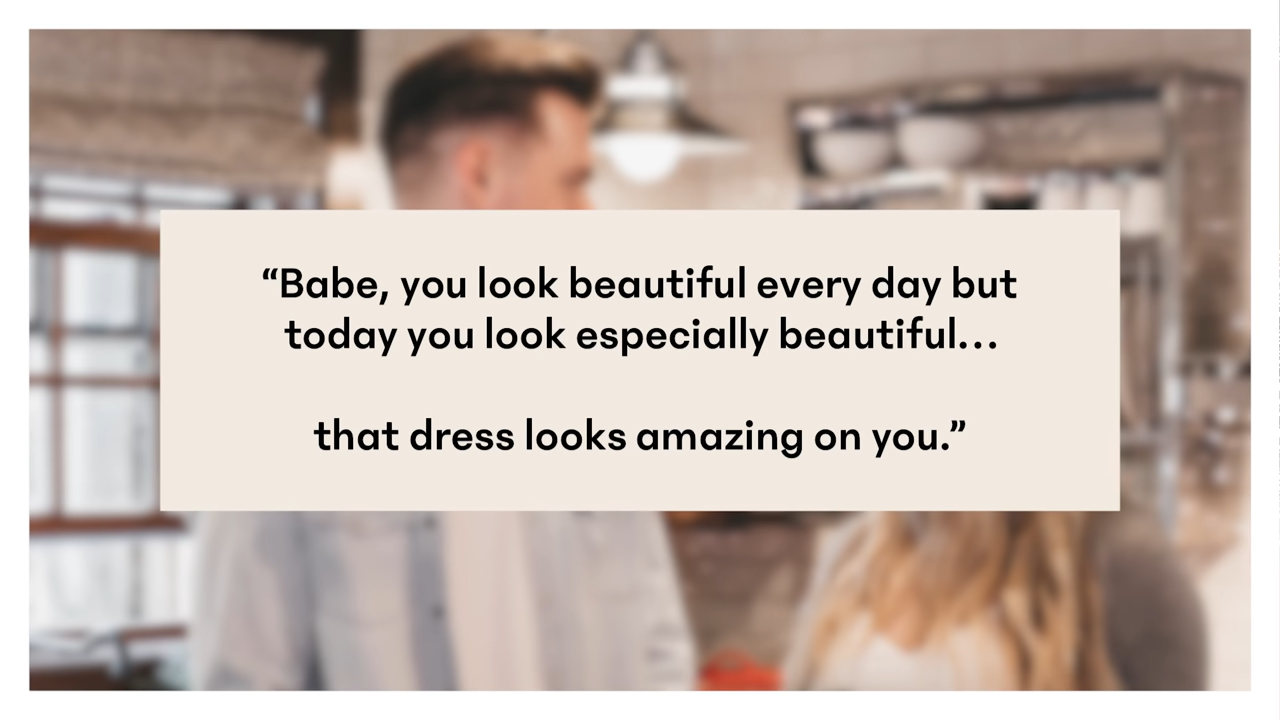 “Babe, you look beautiful every day but
today you look especially beautiful…
that dress looks amazing on you.”